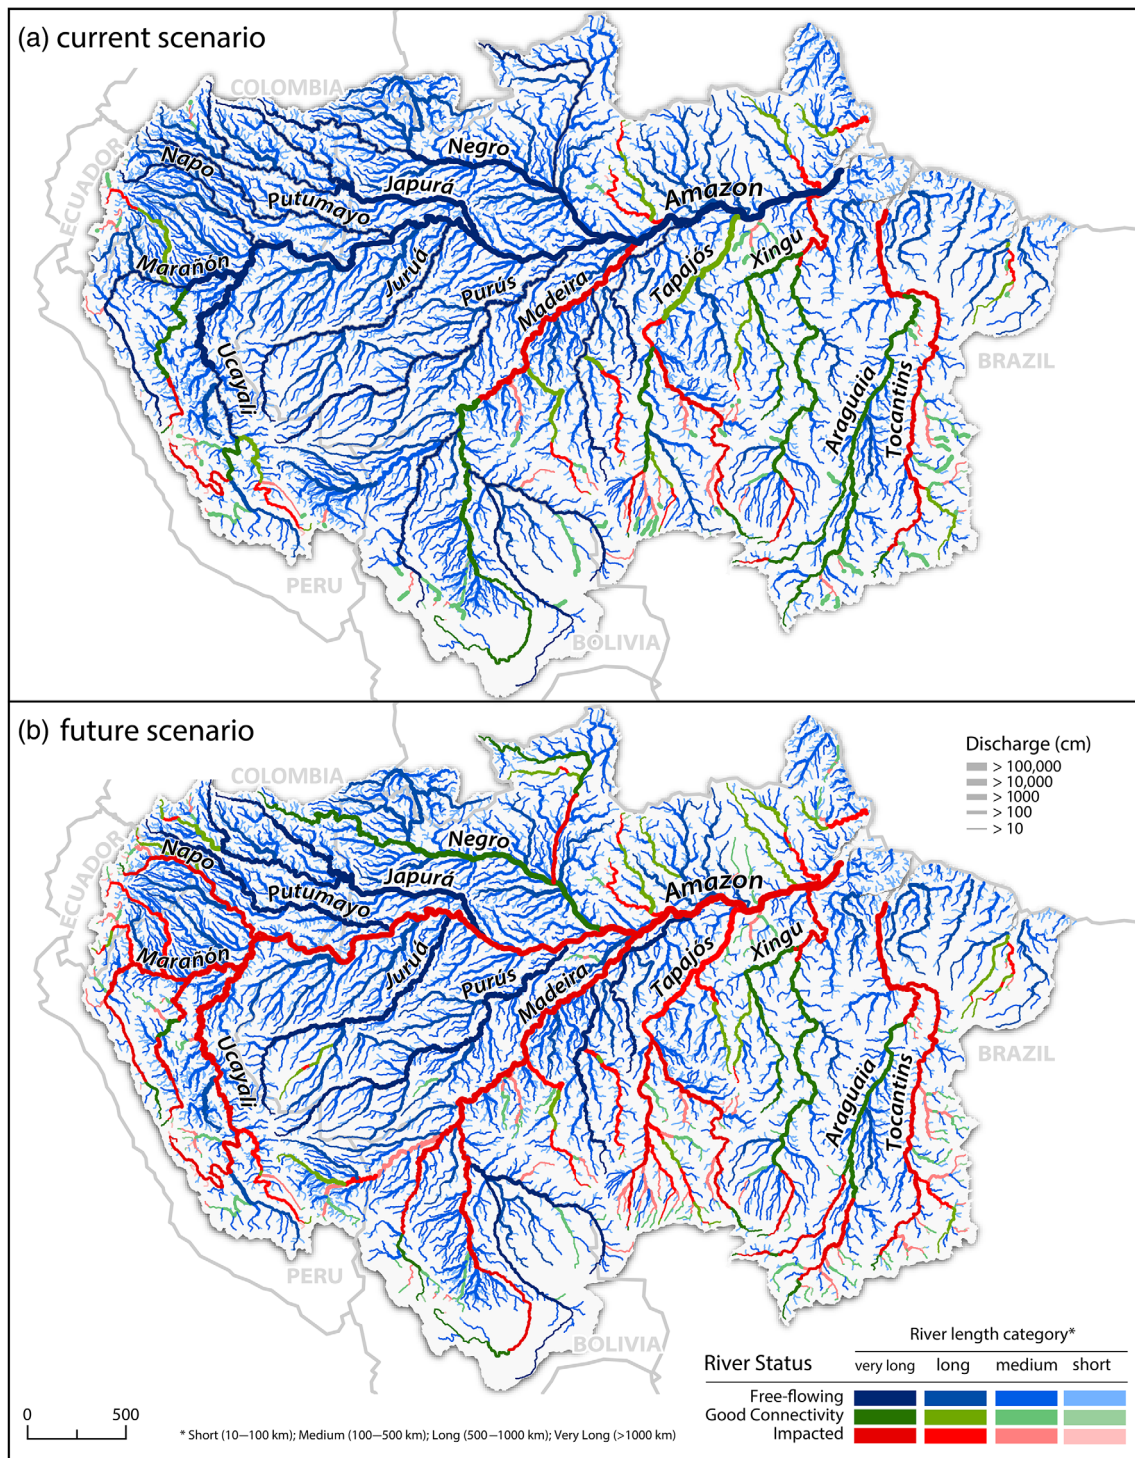 (a) current scenario
COLOMBIA
ECUADOR
Napo
Negro
Japurá
Putumayo
Amazon
Marañón
Juruá
Purús
Madeira
Tapajós
Xingu
Ucayali
Araguaia
Tocantins
BRAZIL
PERU
BOLIVIA
(b) future scenario
COLOMBIA
ECUADOR
Discharge (cm)
> 100,000
> 10,000
> 1000
> 100
> 10
Napo
Negro
Japurá
Putumayo
Amazon
Marañón
Juruá
Purús
Madeira
Tapajós
Xingu
Ucayali
Araguaia
Tocantins
BRAZIL
PERU
BOLIVIA
River length category*
River Status very long long medium short
Free-flowing
Good Connectivity
Impacted
0 500
* Short (10—100 km); Medium (100—500 km); Long (500—1000 km); Very Long (>1000 km)